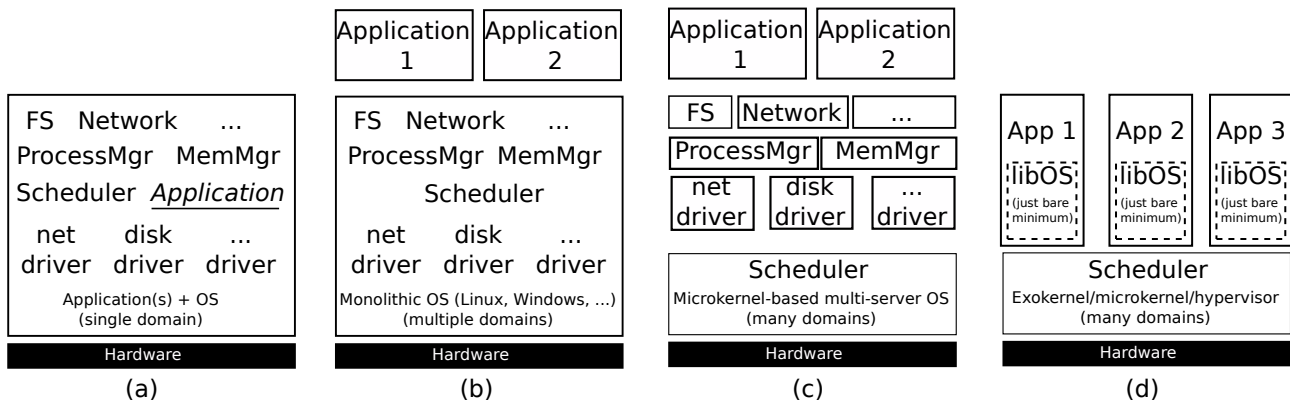 FS Network ...
ProcessMgr MemMgr
Scheduler Application
net disk ...
driver driver driver
Application(s) + OS
(single domain)
Hardware
(a)
Application
1
Application
2
FS Network ...
ProcessMgr MemMgr
Scheduler
net disk ...
driver driver driver
Monolithic OS (Linux, Windows, ...)
(multiple domains)
Hardware
(b)
Application
1
Application
2
FS
Network
...
ProcessMgr
MemMgr
net
driver
disk
driver
...
driver
Scheduler
Microkernel-based multi-server OS
(many domains)
Hardware
(c)
App 1
libOS
(just bare
minimum)
App 2
libOS
(just bare
minimum)
App 3
libOS
(just bare
minimum)
Scheduler
Exokernel/microkernel/hypervisor
(many domains)
Hardware
(d)